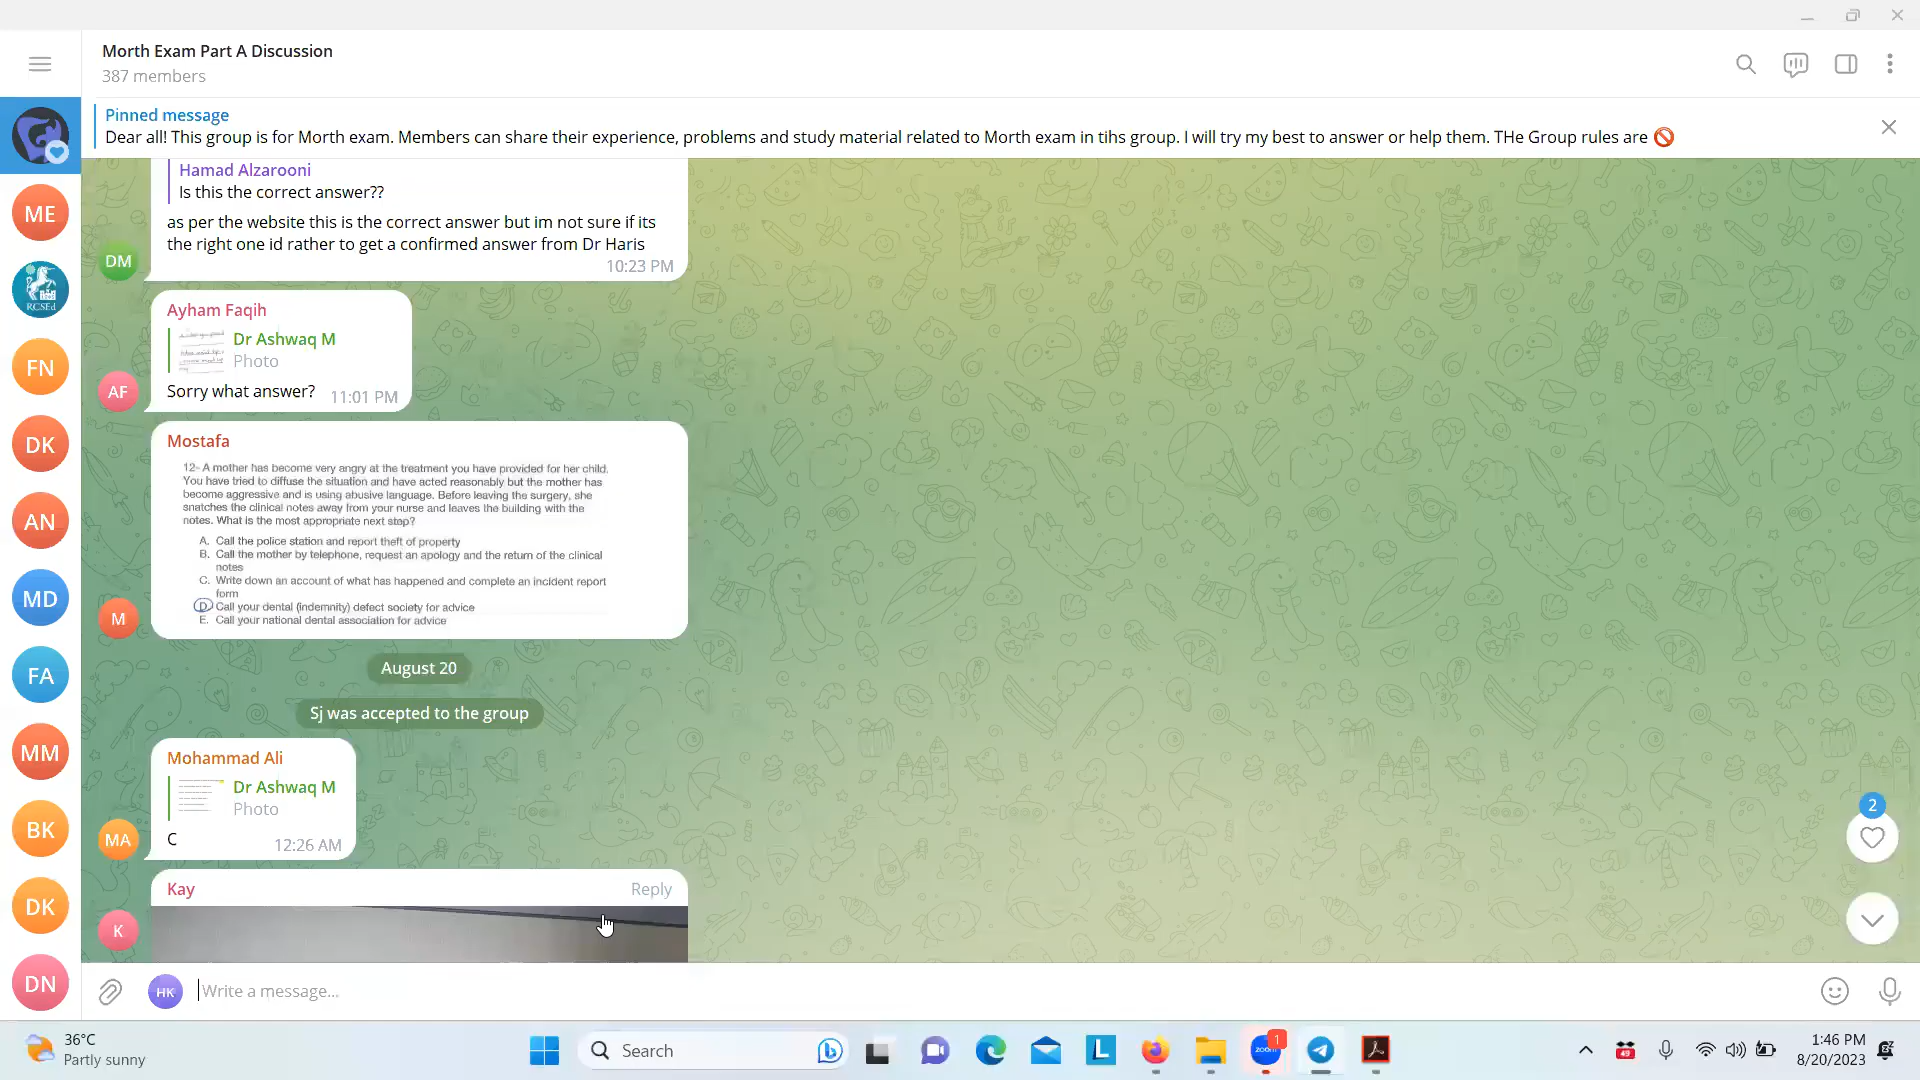 Morth Exam Part A Discussion
387 members
Pinned message
Dear all! This group is for Morth exam. Members can share their experience, problems and study material related to Morth exam in tihs group. I will try my best to answer or help them. THe Group rules are 🚫
Hamad Alzarooni
Is this the correct answer??
as per the website this is the correct answer but im not sure if its
the right one id rather to get a confirmed answer from Dr Haris
10:23 PM
DM
Ayham Faqih
Dr Ashwaq M
Photo
Sorry what answer? 11:01 PM
AF
Mostafa
12- A mother has become very angry at the treatment you have provided for her child.
You have tried to diffuse the situation and have acted reasonably but the mother has
become aggressive and is using abusive language. Before leaving the surgery, she
snatches the clinical notes away from your nurse and leaves the building with the
notes. What is the most appropriate next step?
A. Call the police station and report theft of property
B. Call the mother by telephone, request an apology and the return of the clinical
notes
C. Write down an account of what has happened and complete an incident report
form
D Call your dental (indemnity) defect society for advice
E. Call your national dental association for advice
M
August 20
Sj was accepted to the group
Mohammad Ali
Dr Ashwaq M
Photo
C 12:26 AM
MA
Kay Reply
K
ME
RCSEd
FN
DK
AN
MD
FA
MM
BK
DK
DN
2
HK
Write a message...
36°C
Partly sunny
Search
L
zoom
1
49
1:46 PM
8/20/2023